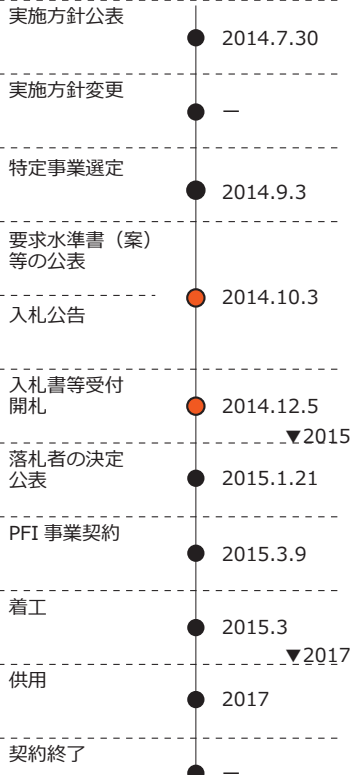 実施方針公表
2014.7.30
実施方針変更
—
特定事業選定
2014.9.3
要求水準書（案）
等の公表
2014.10.3
入札公告
入札書等受付
開札
2014.12.5
▼2015
落札者の決定
公表
2015.1.21
PFI 事業契約
2015.3.9
着工
2015.3
▼2017
供用
2017
契約終了
—